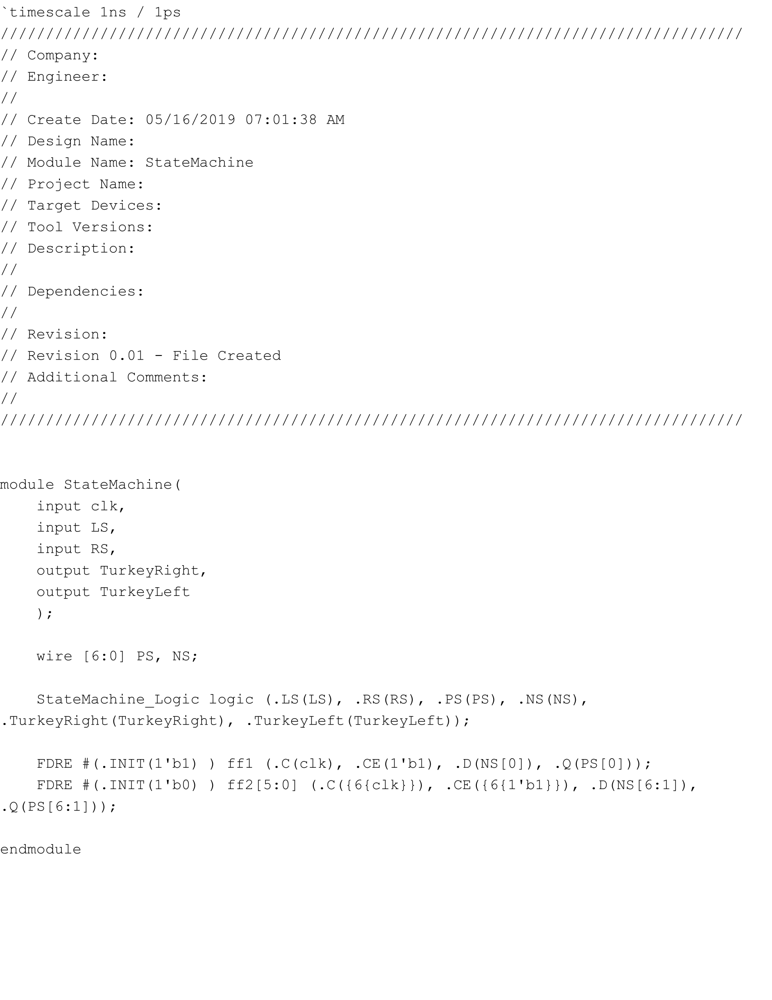 `timescale 1ns / 1ps
//////////////////////////////////////////////////////////////////////////////////
// Company:
// Engineer:
//
// Create Date: 05/16/2019 07:01:38 AM
// Design Name:
// Module Name: StateMachine
// Project Name:
// Target Devices:
// Tool Versions:
// Description:
//
// Dependencies:
//
// Revision:
// Revision 0.01 - File Created
// Additional Comments:
//
//////////////////////////////////////////////////////////////////////////////////
module StateMachine(
    input clk,
    input LS,
    input RS,
    output TurkeyRight,
    output TurkeyLeft
    );
    wire [6:0] PS, NS;
    StateMachine_Logic logic (.LS(LS), .RS(RS), .PS(PS), .NS(NS),
.TurkeyRight(TurkeyRight), .TurkeyLeft(TurkeyLeft));
    FDRE #(.INIT(1'b1) ) ff1 (.C(clk), .CE(1'b1), .D(NS[0]), .Q(PS[0]));
    FDRE #(.INIT(1'b0) ) ff2[5:0] (.C({6{clk}}), .CE({6{1'b1}}), .D(NS[6:1]),
.Q(PS[6:1]));
endmodule